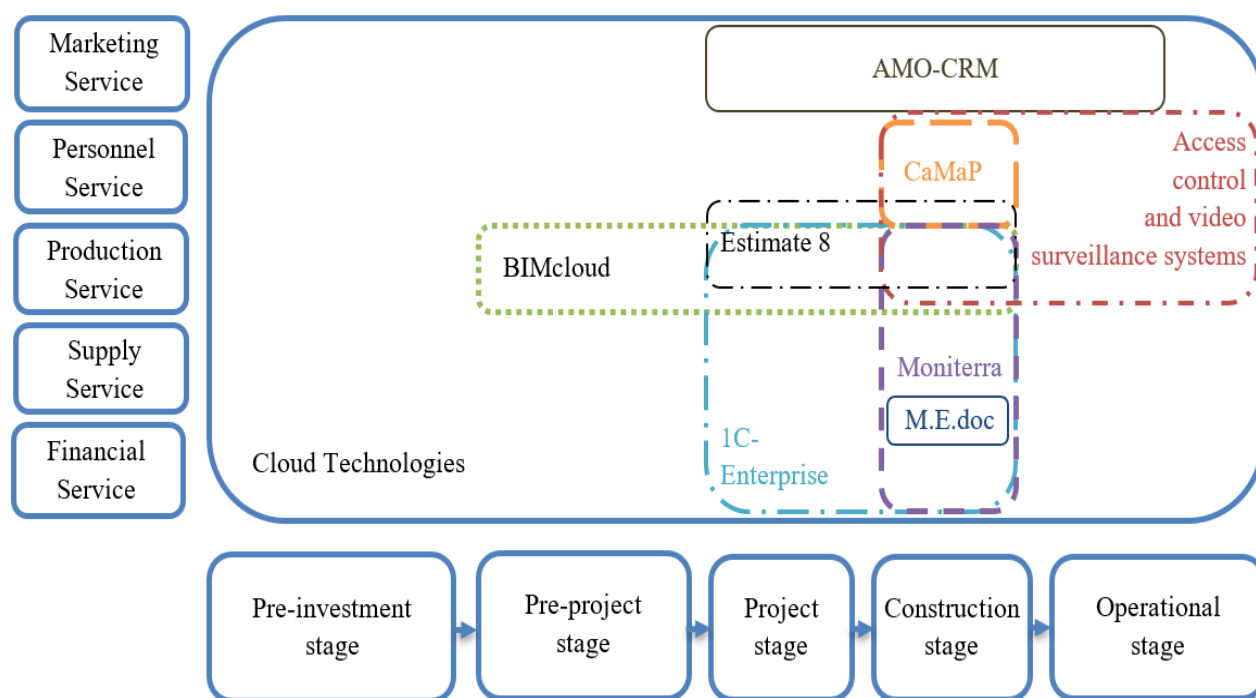 Marketing
Service
Personnel
Service
Production
Service
Supply
Service
Financial
Service
AMO-CRM
CaMaP
Access
control
and video
surveillance systems
Estimate 8
BIMcloud
Moniterra
M.E.doc
1C-
Enterprise
Cloud Technologies
Pre-investment
stage
Pre-project
stage
Project
stage
Construction
stage
Operational
stage